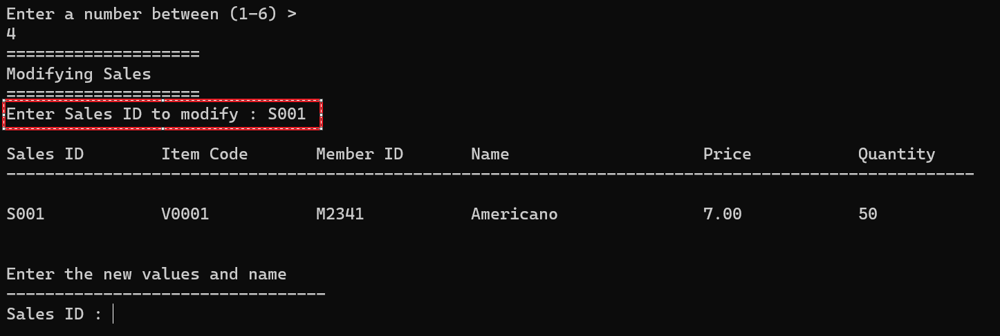 Enter a number between (1-6) >
4
====================
Modifying Sales
====================
Enter Sales ID to modify : S001
Sales ID        Item Code       Member ID       Name                    Price           Quantity
----------------------------------------------------------------------------------------------------
S001            V0001           M2341           Americano               7.00            50
Enter the new values and name
---------------------------------
Sales ID :